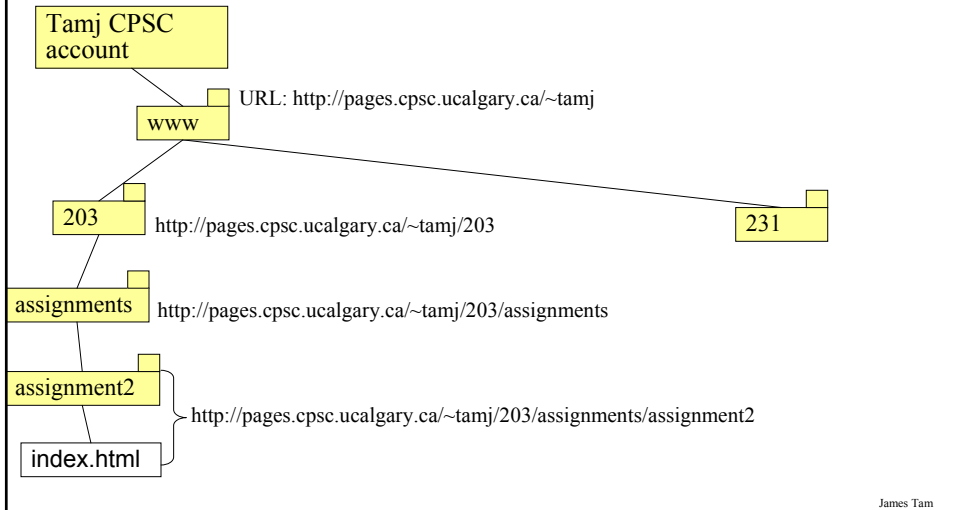 Tamj CPSC
account
URL: http://pages.cpsc.ucalgary.ca/~tamj
www
203
http://pages.cpsc.ucalgary.ca/~tamj/203
231
assignments
http://pages.cpsc.ucalgary.ca/~tamj/203/assignments
assignment2
http://pages.cpsc.ucalgary.ca/~tamj/203/assignments/assignment2
index.html
James Tam